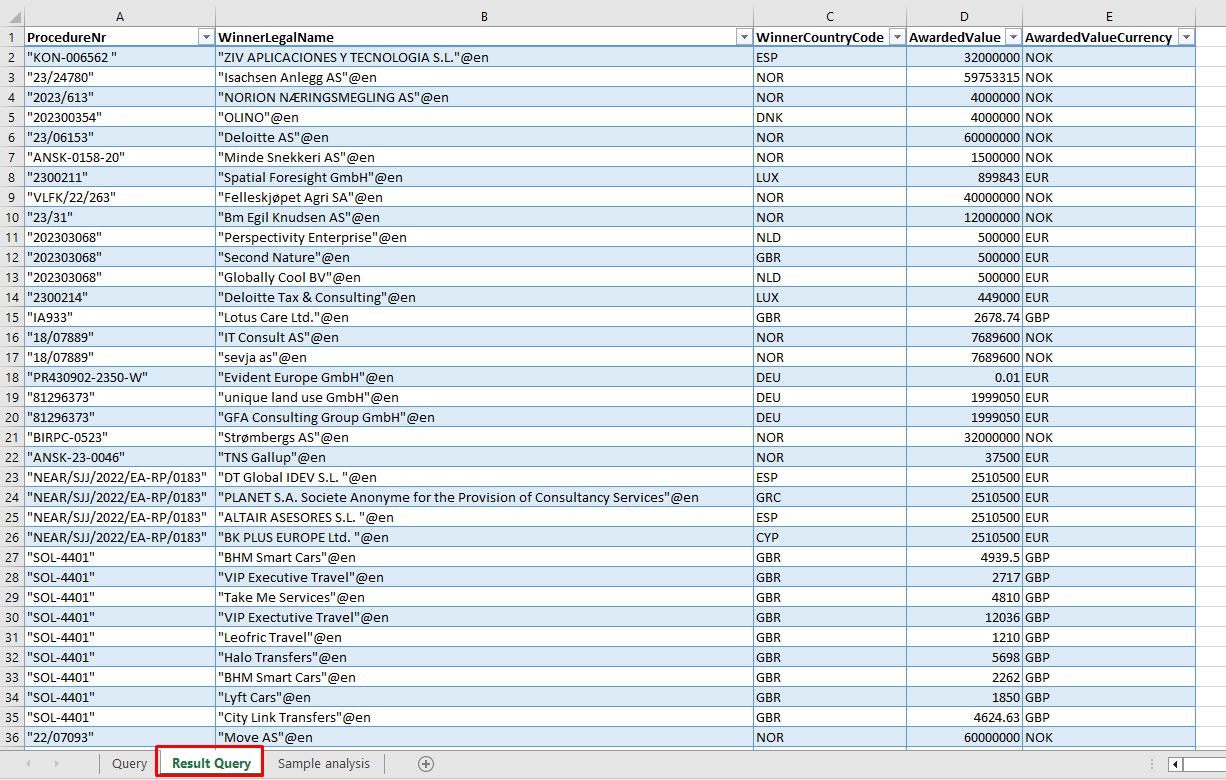 A B C D E
1 ProcedureNr WinnerLegalName WinnerCountryCode AwardedValue AwardedValueCurrency
2 "KON-006562 " "ZIV APLICACIONES Y TECNOLOGIA S.L."@en ESP 32000000 NOK
3 "23/24780" "Isachsen Anlegg AS"@en NOR 59753315 NOK
4 "2023/613" "NORION NÆRINGSMEGLING AS"@en NOR 4000000 NOK
5 "202300354" "OLINO"@en DNK 4000000 NOK
6 "23/06153" "Deloitte AS"@en NOR 60000000 NOK
7 "ANSK-0158-20" "Minde Snekkeri AS"@en NOR 1500000 NOK
8 "2300211" "Spatial Foresight GmbH"@en LUX 899843 EUR
9 "VLFK/22/263" "Felleskjøpet Agri SA"@en NOR 40000000 NOK
10 "23/31" "Bm Egil Knudsen AS"@en NOR 12000000 NOK
11 "202303068" "Perspectivity Enterprise"@en NLD 500000 EUR
12 "202303068" "Second Nature"@en GBR 500000 EUR
13 "202303068" "Globally Cool BV"@en NLD 500000 EUR
14 "2300214" "Deloitte Tax & Consulting"@en LUX 449000 EUR
15 "IA933" "Lotus Care Ltd."@en GBR 2678.74 GBP
16 "18/07889" "IT Consult AS"@en NOR 7689600 NOK
17 "18/07889" "sevja as"@en NOR 7689600 NOK
18 "PR430902-2350-W" "Evident Europe GmbH"@en DEU 0.01 EUR
19 "81296373" "unique land use GmbH"@en DEU 1999050 EUR
20 "81296373" "GFA Consulting Group GmbH"@en DEU 1999050 EUR
21 "BIRPC-0523" "Strømbergs AS"@en NOR 32000000 NOK
22 "ANSK-23-0046" "TNS Gallup"@en NOR 37500 EUR
23 "NEAR/SJJ/2022/EA-RP/0183" "DT Global IDEV S.L. "@en ESP 2510500 EUR
24 "NEAR/SJJ/2022/EA-RP/0183" "PLANET S.A. Societe Anonyme for the Provision of Consultancy Services"@en GRC 2510500 EUR
25 "NEAR/SJJ/2022/EA-RP/0183" "ALTAIR ASESORES S.L. "@en ESP 2510500 EUR
26 "NEAR/SJJ/2022/EA-RP/0183" "BK PLUS EUROPE Ltd. "@en CYP 2510500 EUR
27 "SOL-4401" "BHM Smart Cars"@en GBR 4939.5 GBP
28 "SOL-4401" "VIP Executive Travel"@en GBR 2717 GBP
29 "SOL-4401" "Take Me Services"@en GBR 4810 GBP
30 "SOL-4401" "VIP Exectutive Travel"@en GBR 12036 GBP
31 "SOL-4401" "Leofric Travel"@en GBR 1210 GBP
32 "SOL-4401" "Halo Transfers"@en GBR 5698 GBP
33 "SOL-4401" "BHM Smart Cars"@en GBR 2262 GBP
34 "SOL-4401" "Lyft Cars"@en GBR 1850 GBP
35 "SOL-4401" "City Link Transfers"@en GBR 4624.63 GBP
36 "22/07093" "Move AS"@en NOR 60000000 NOK
Query Result Query Sample analysis